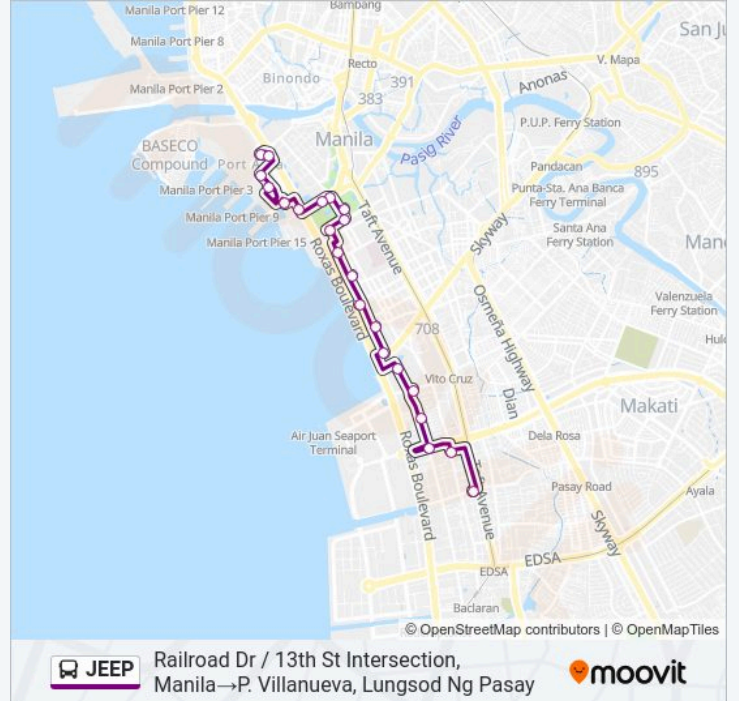 Manila Port Pier 12
Bambang
San Ju
Manila Port Pier 8
Recto
V. Mapa
Binondo
391
Anonas
Manila Port Pier 2
383
P.U.P. Ferry Station
Manila
BASECO
Compound
Port
Pasig River
Pandacan
895
Manila Port Pier 3
Punta-Sta. Ana Banca
Ferry Terminal
Manila Port Pier 9
Taft Avenue
Skyway
Santa Ana
Ferry Station
Mand
Manila Port Pier 15
Roxas Boulevard
Osmeña Highway
Valenzuela
Ferry Station
708
Hulo
Vito Cruz
Dian
Makati
Air Juan Seaport
Terminal
Roxas Boulevard
Dela Rosa
Avenue
Pasay Road
Ayala
Skyway
EDSA
EDSA
Baclaran
© OpenStreetMap contributors | © OpenMapTiles
JEEP
Railroad Dr / 13th St Intersection,
Manila→P. Villanueva, Lungsod Ng Pasay
moovit